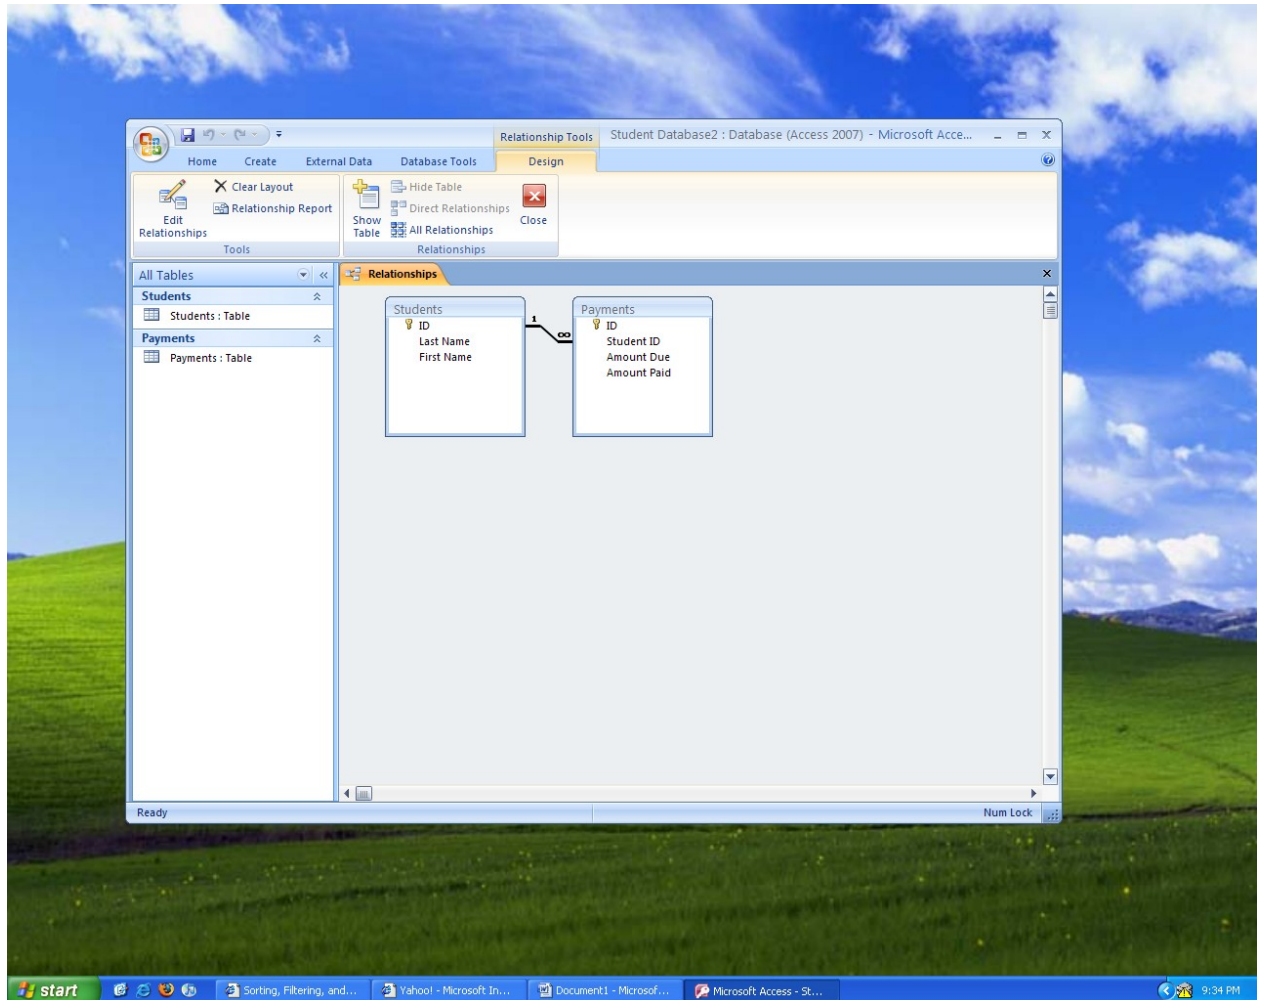 Relationship Tools Student Database2 : Database (Access 2007) - Microsoft Acce...
Home Create External Data Database Tools Design
Edit Relationships
Clear Layout
Relationship Report
Tools
Show Table
Hide Table
Direct Relationships
All Relationships
Close
Relationships
All Tables
Students
Students : Table
Payments
Payments : Table
Relationships
Students
ID
Last Name
First Name
1
∞
Payments
ID
Student ID
Amount Due
Amount Paid
Ready
Num Lock
start
Sorting, Filtering, and...
Yahoo! - Microsoft In...
Document1 - Microsof...
Microsoft Access - St...
9:34 PM